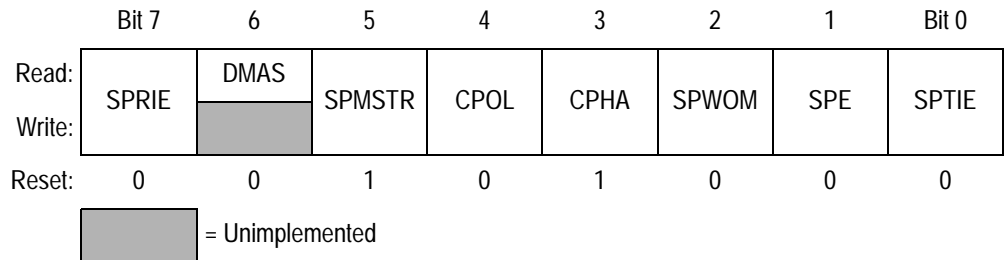 Bit 7 6 5 4 3 2 1 Bit 0
Read: SPRIE DMAS SPMSTR CPOL CPHA SPWOM SPE SPTIE
Write:
Reset: 0 0 1 0 1 0 0 0
= Unimplemented